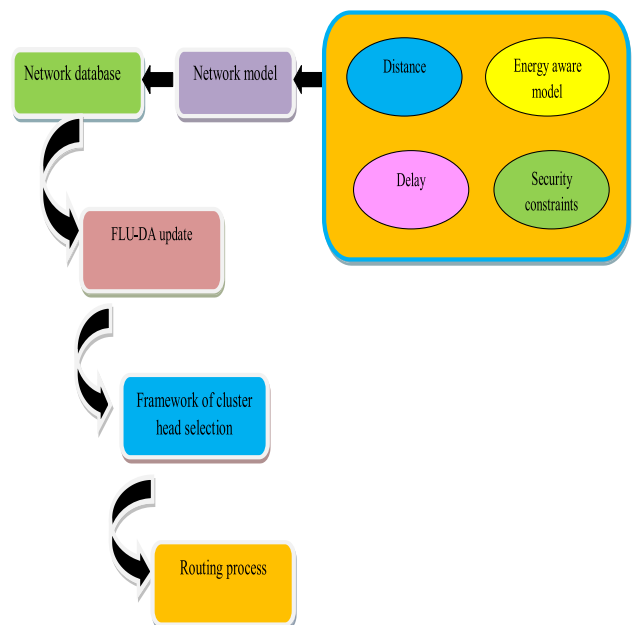 Network database
Network model
Distance
Energy aware
model
Delay
Security
constraints
FLU-DA update
Framework of cluster
head selection
Routing process